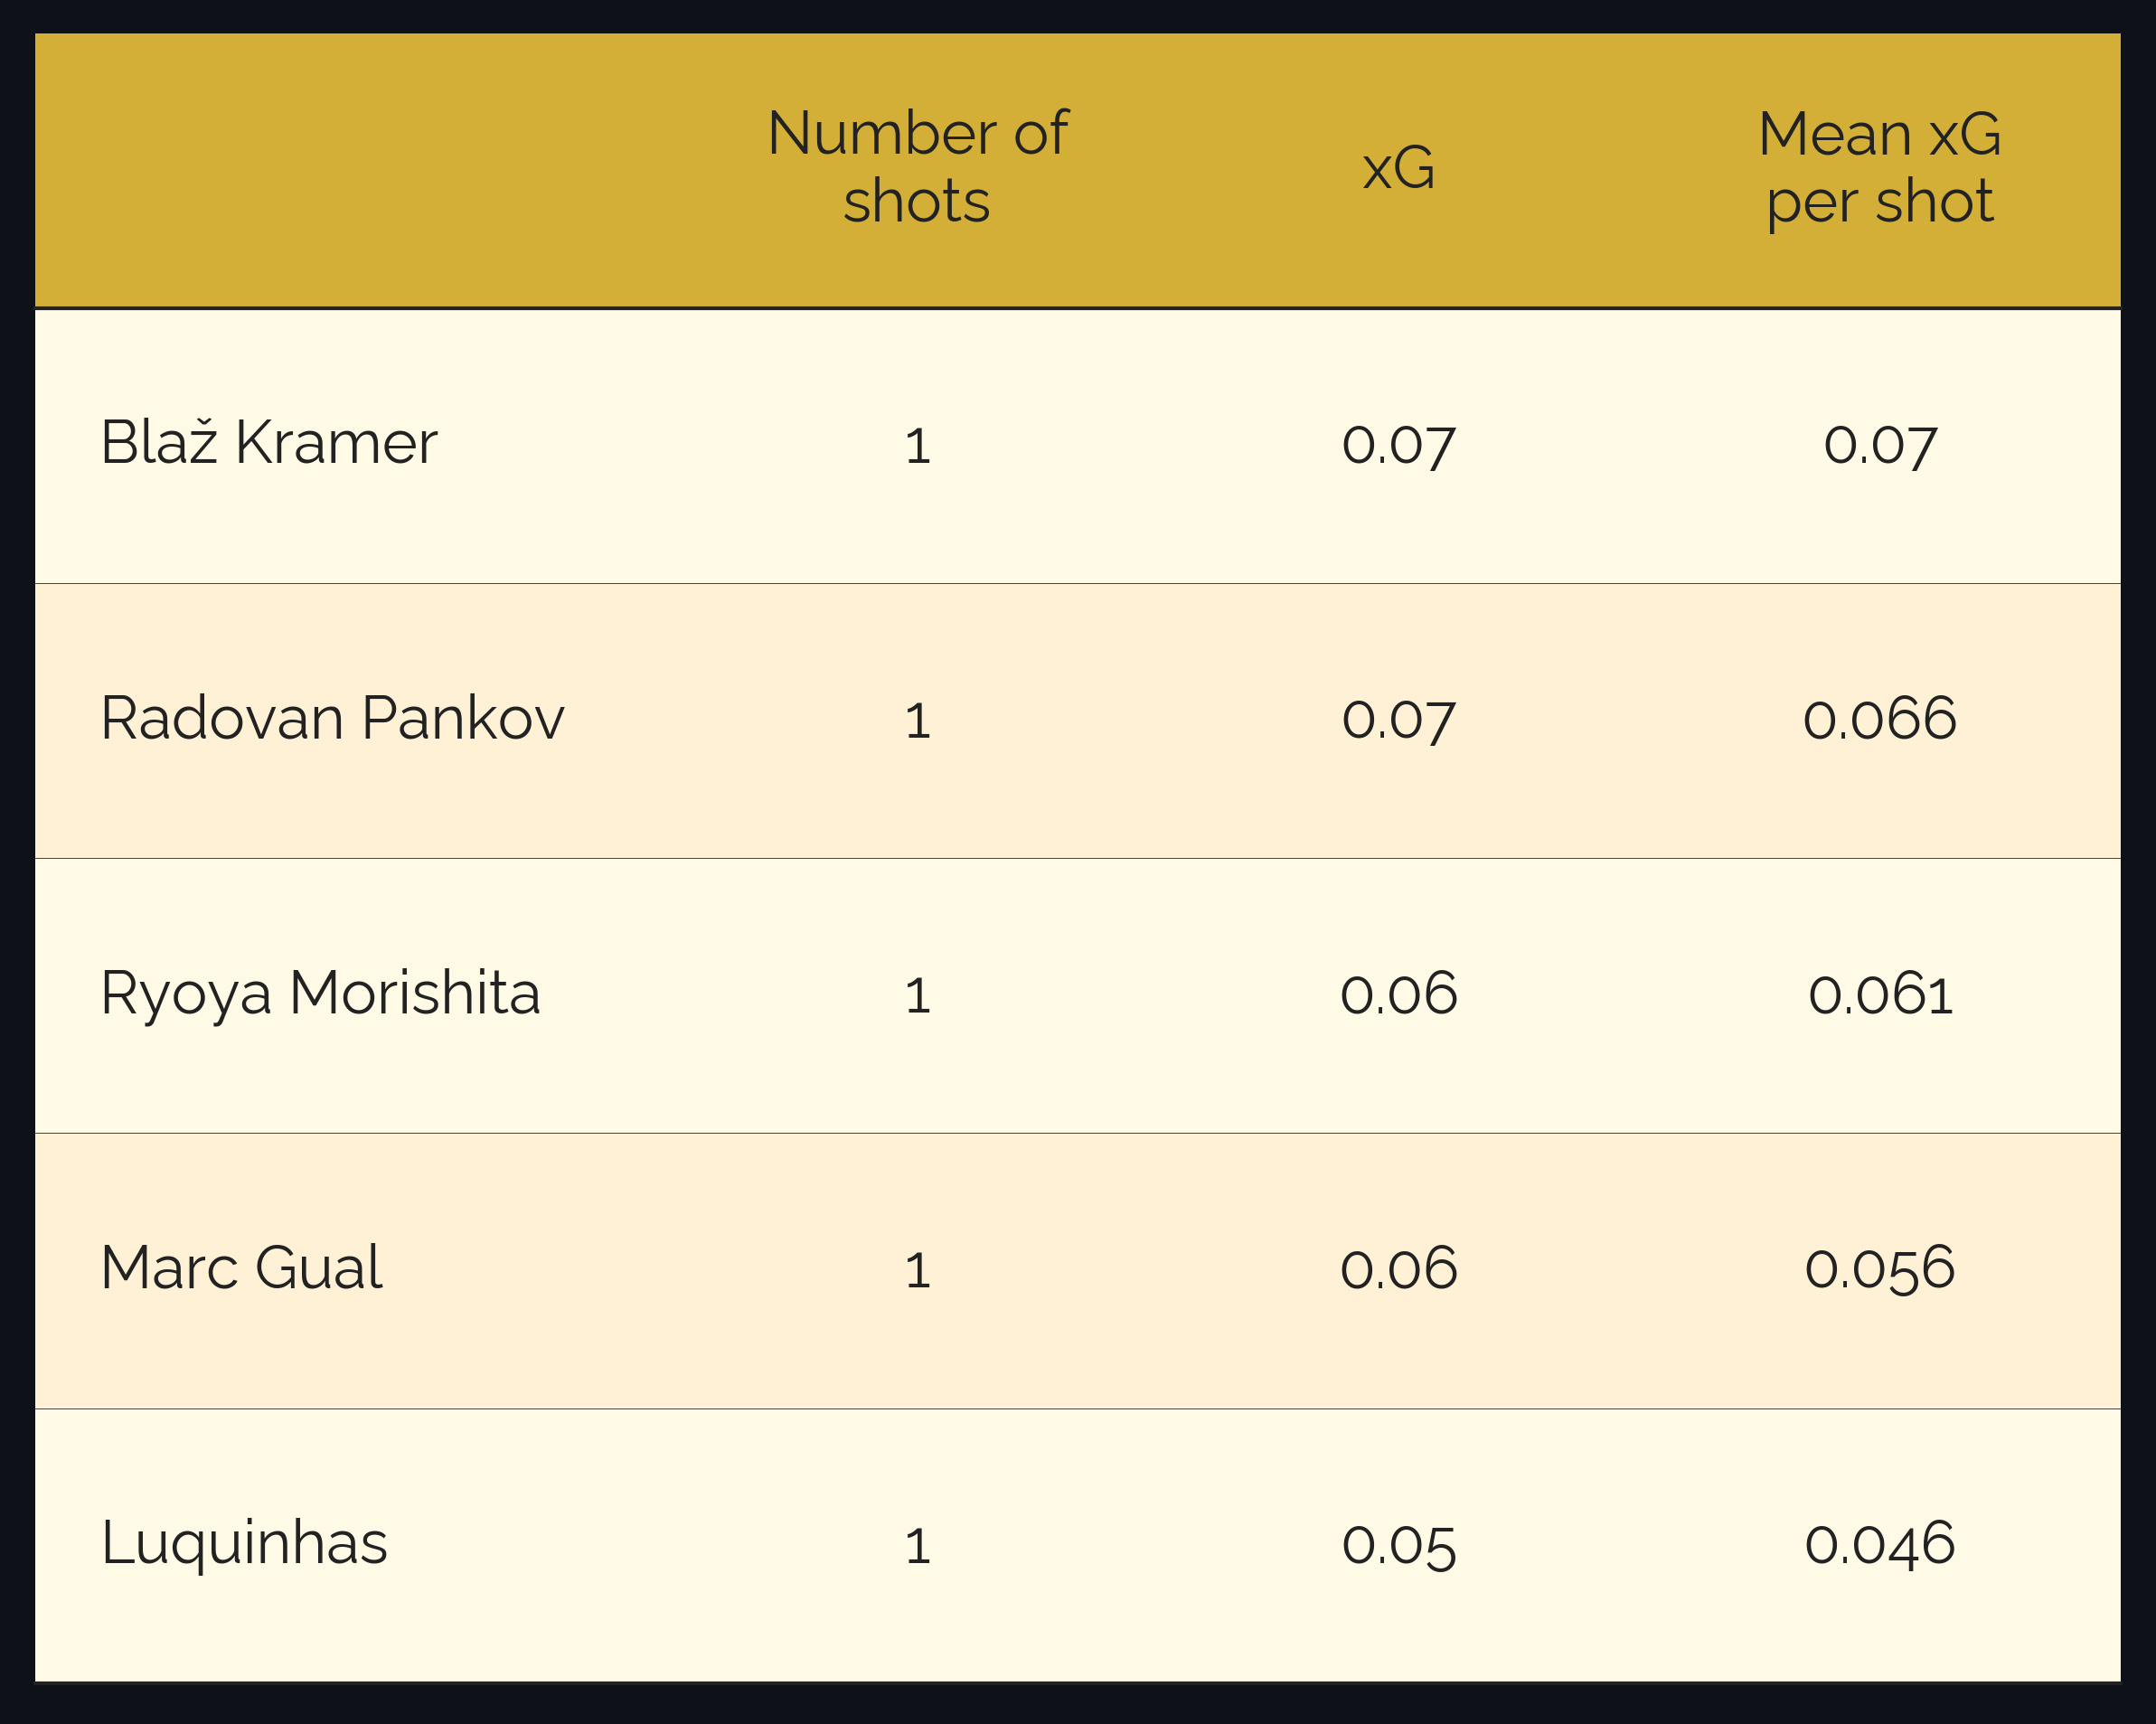 Number of shots xG Mean xG per shot
Blaž Kramer 1 0.07 0.07
Radovan Pankov 1 0.07 0.066
Ryoya Morishita 1 0.06 0.061
Marc Gual 1 0.06 0.056
Luquinhas 1 0.05 0.046